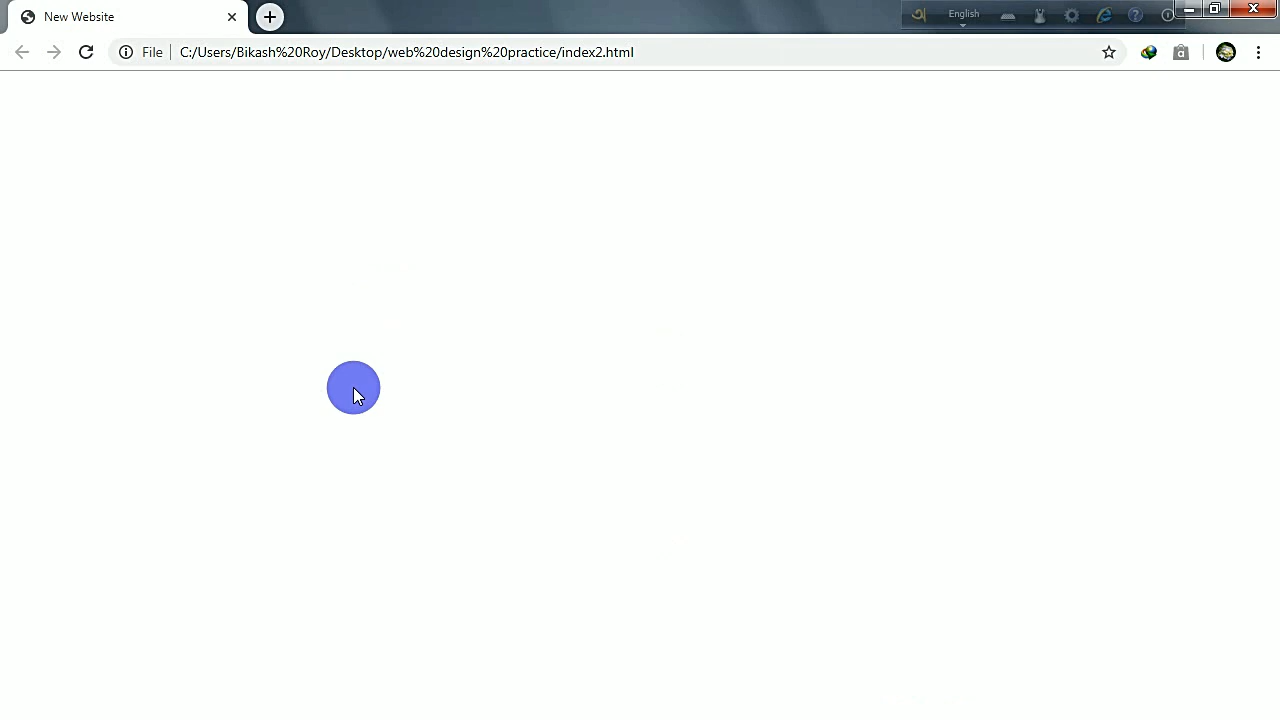 New Website
অ English
File C:/Users/Bikash%20Roy/Desktop/web%20design%20practice/index2.html